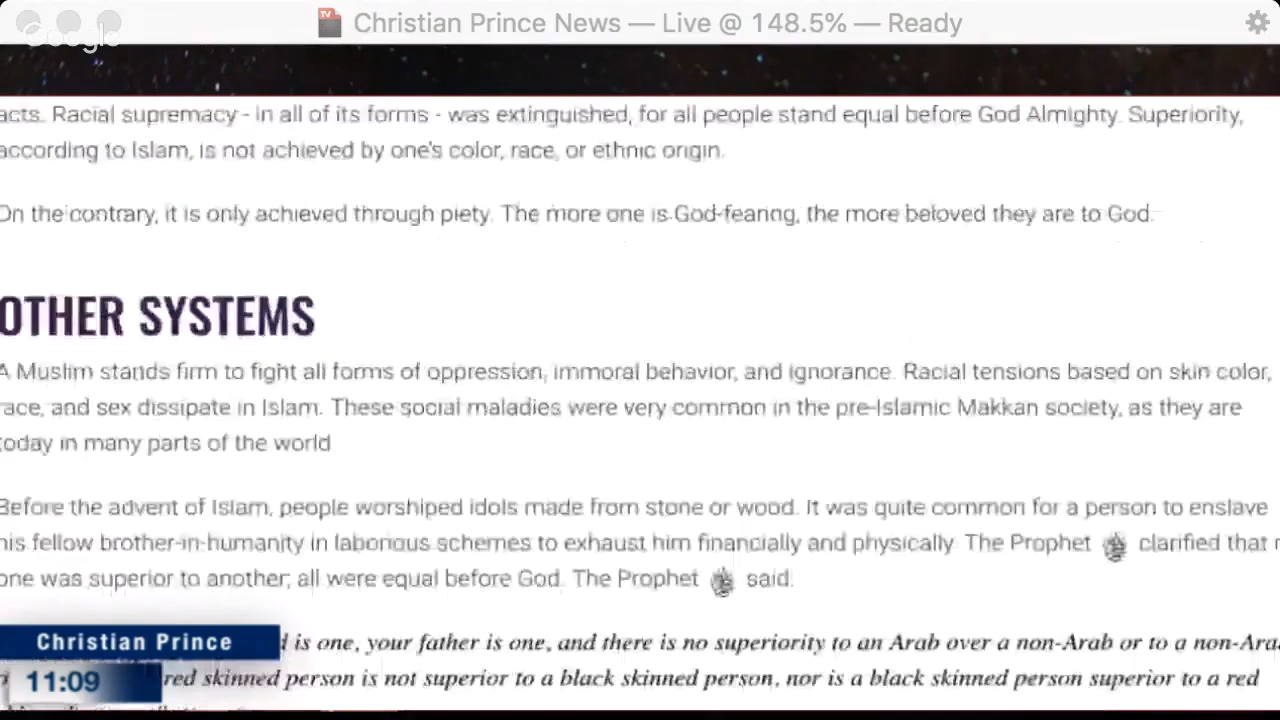 Christian Prince News — Live @ 148.5% — Ready
Google
acts. Racial supremacy - in all of its forms - was extinguished, for all people stand equal before God Almighty. Superiority,
according to Islam, is not achieved by one's color, race, or ethnic origin.
On the contrary, it is only achieved through piety. The more one is God-fearing, the more beloved they are to God.
OTHER SYSTEMS
A Muslim stands firm to fight all forms of oppression, immoral behavior, and ignorance. Racial tensions based on skin color,
race, and sex dissipate in Islam. These social maladies were very common in the pre-Islamic Makkan society, as they are
today in many parts of the world
Before the advent of Islam, people worshiped idols made from stone or wood. It was quite common for a person to enslave
his fellow brother-in-humanity in laborious schemes to exhaust him financially and physically. The Prophet ﷺ clarified that
one was superior to another; all were equal before God. The Prophet ﷺ said:
is one, your father is one, and there is no superiority to an Arab over a non-Arab or to a non-Ara
Christian Prince
red skinned person is not superior to a black skinned person, nor is a black skinned person superior to a red
11:09